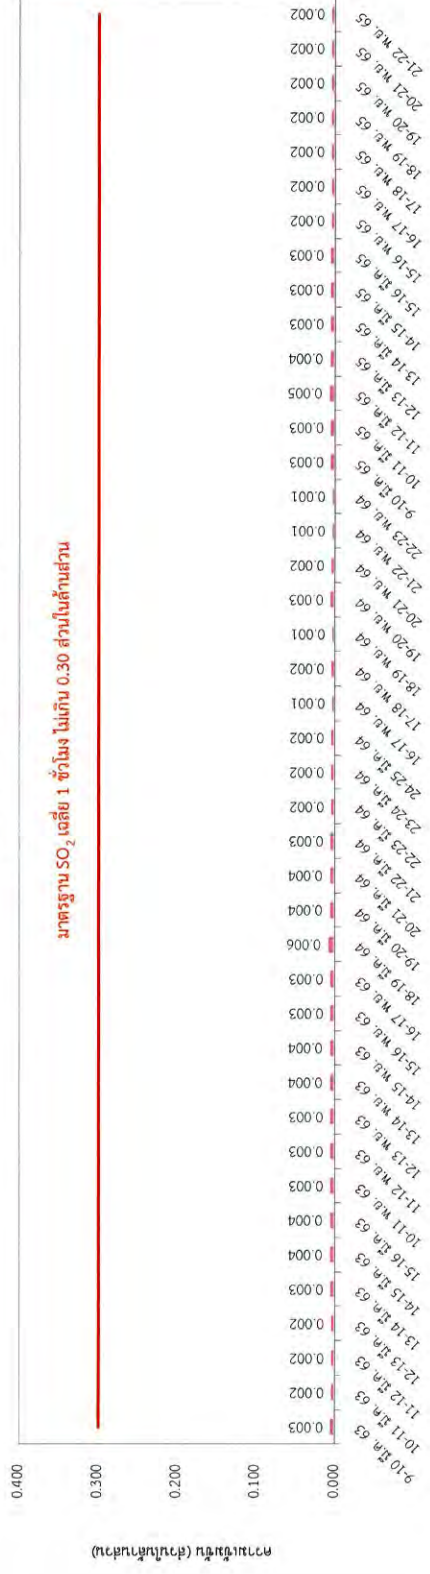 ความเข้มข้น (ส่วนในล้านส่วน)
0.400
0.300
0.200
0.100
0.000
มาตรฐาน SO₂ เฉลี่ย 1 ชั่วโมง ไม่เกิน 0.30 ส่วนในล้านส่วน
0.003 0.002 0.002 0.002 0.003 0.004 0.004 0.003 0.003 0.003 0.004 0.004 0.003 0.003 0.006 0.004 0.004 0.003 0.002 0.002 0.002 0.001 0.002 0.001 0.003 0.002 0.001 0.001 0.003 0.003 0.005 0.004 0.003 0.003 0.003 0.002 0.002 0.002 0.002 0.002 0.002 0.002
9-10 มี.ค. 63
10-11 มี.ค. 63
11-12 มี.ค. 63
12-13 มี.ค. 63
13-14 มี.ค. 63
14-15 มี.ค. 63
15-16 มี.ค. 63
10-11 พ.ย. 63
11-12 พ.ย. 63
12-13 พ.ย. 63
13-14 พ.ย. 63
14-15 พ.ย. 63
15-16 พ.ย. 63
16-17 พ.ย. 63
18-19 มี.ค. 64
19-20 มี.ค. 64
20-21 มี.ค. 64
21-22 มี.ค. 64
22-23 มี.ค. 64
23-24 มี.ค. 64
24-25 มี.ค. 64
16-17 พ.ย. 64
17-18 พ.ย. 64
18-19 พ.ย. 64
19-20 พ.ย. 64
20-21 พ.ย. 64
21-22 พ.ย. 64
22-23 พ.ย. 64
9-10 มี.ค. 65
10-11 มี.ค. 65
11-12 มี.ค. 65
12-13 มี.ค. 65
13-14 มี.ค. 65
14-15 มี.ค. 65
15-16 มี.ค. 65
15-16 พ.ย. 65
16-17 พ.ย. 65
17-18 พ.ย. 65
18-19 พ.ย. 65
19-20 พ.ย. 65
20-21 พ.ย. 65
21-22 พ.ย. 65